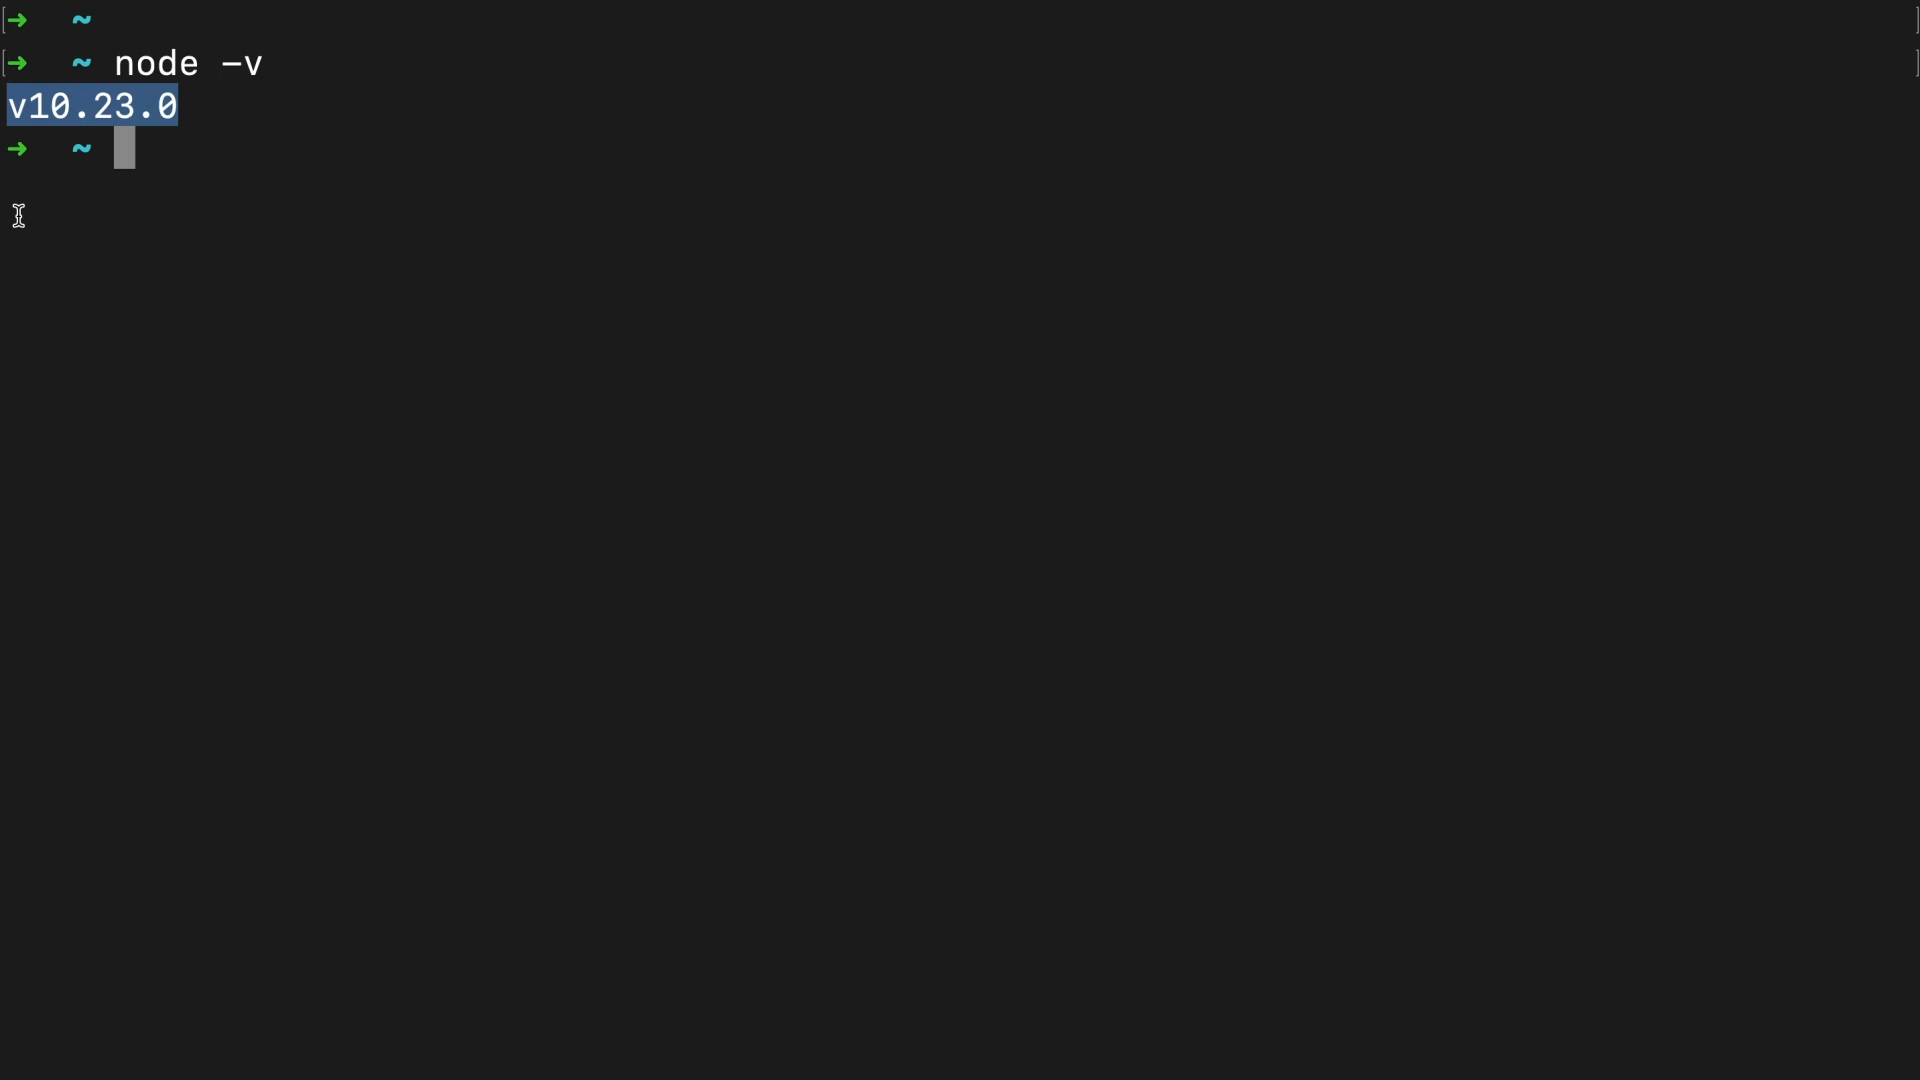 [➜ ~ ]
[➜ ~ node -v ]
v10.23.0
➜ ~